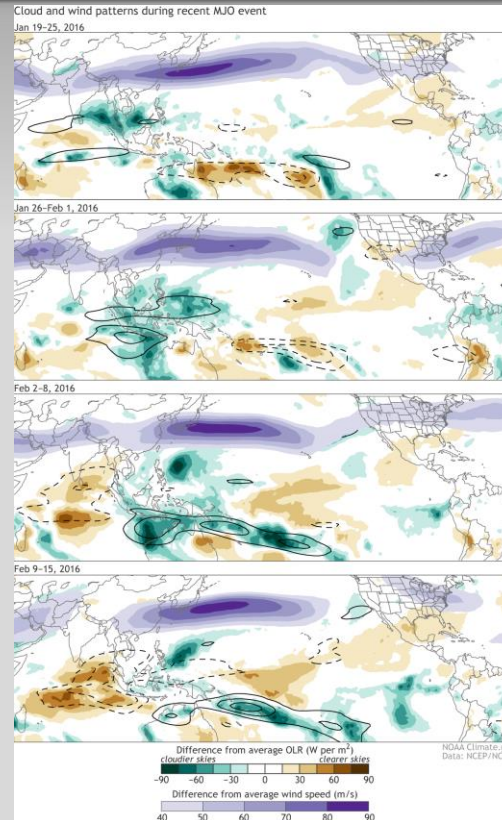 Cloud and wind patterns during recent MJO event
Jan 19–25, 2016
Jan 26–Feb 1, 2016
Feb 2–8, 2016
Feb 9–15, 2016
Difference from average OLR (W per m²)
cloudier skies clearer skies
-90 -60 -30 0 30 60 90
Difference from average wind speed (m/s)
40 50 60 70 80 90
NOAA Climate.
Data: NCEP/NC